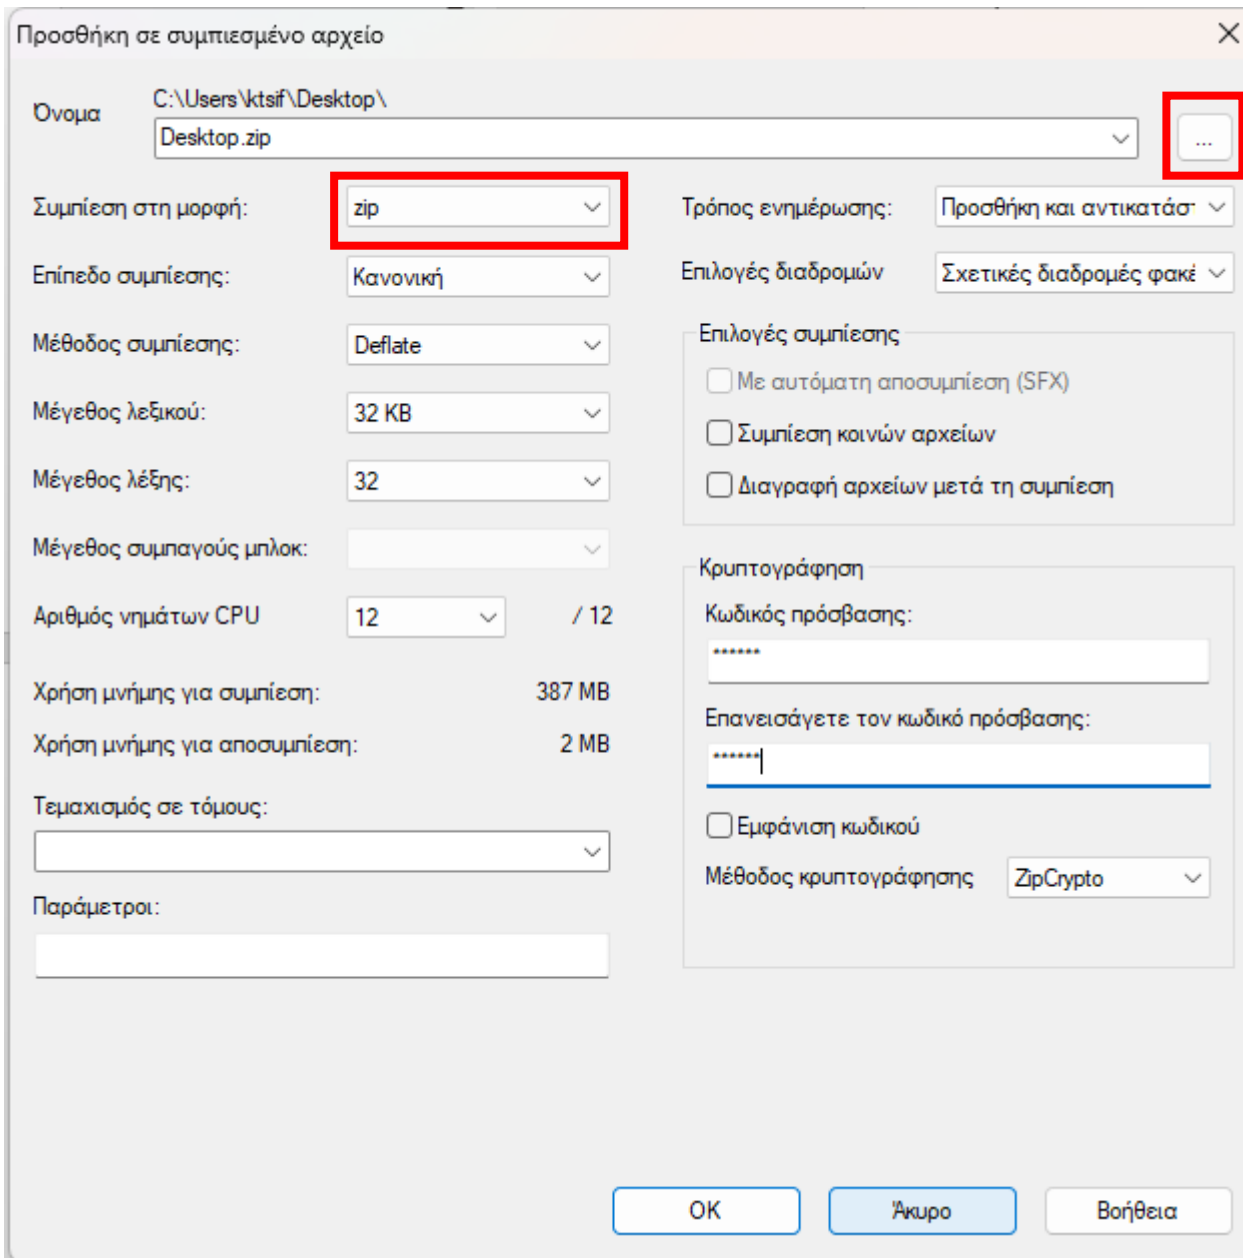 Προσθήκη σε συμπιεσμένο αρχείο
Όνομα
C:\Users\ktsif\Desktop\
Desktop.zip
...
Συμπίεση στη μορφή:
zip
Επίπεδο συμπίεσης:
Κανονική
Μέθοδος συμπίεσης:
Deflate
Μέγεθος λεξικού:
32 KB
Μέγεθος λέξης:
32
Μέγεθος συμπαγούς μπλοκ:
Αριθμός νημάτων CPU
12
/ 12
Χρήση μνήμης για συμπίεση:
387 MB
Χρήση μνήμης για αποσυμπίεση:
2 MB
Τεμαχισμός σε τόμους:
Παράμετροι:
Τρόπος ενημέρωσης:
Προσθήκη και αντικατάστ
Επιλογές διαδρομών
Σχετικές διαδρομές φακέ
Επιλογές συμπίεσης
Με αυτόματη αποσυμπίεση (SFX)
Συμπίεση κοινών αρχείων
Διαγραφή αρχείων μετά τη συμπίεση
Κρυπτογράφηση
Κωδικός πρόσβασης:
******
Επανεισάγετε τον κωδικό πρόσβασης:
******
Εμφάνιση κωδικού
Μέθοδος κρυπτογράφησης
ZipCrypto
OK
Άκυρο
Βοήθεια